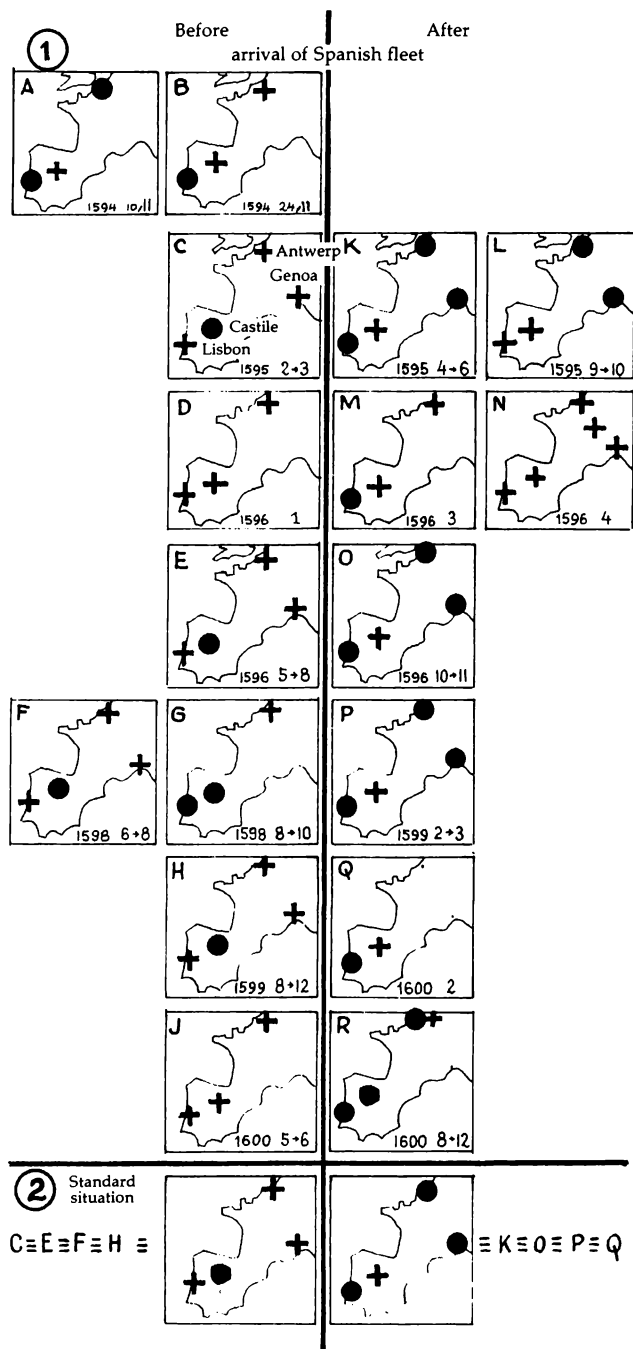 Before After
arrival of Spanish fleet
1
A
1594 10,11
B
1594 24,11
C
Antwerp
Genoa
Castile
Lisbon
1595 2→3
K
1595 4→6
L
1595 9→10
D
1596 1
M
1596 3
N
1596 4
E
1596 5→8
O
1596 10→11
F
1598 6→8
G
1598 8→10
P
1599 2→3
H
1599 8→12
Q
1600 2
J
1600 5→6
R
1600 8→12
2
Standard
situation
C≡E≡F≡H ≡
≡K≡O≡P≡Q